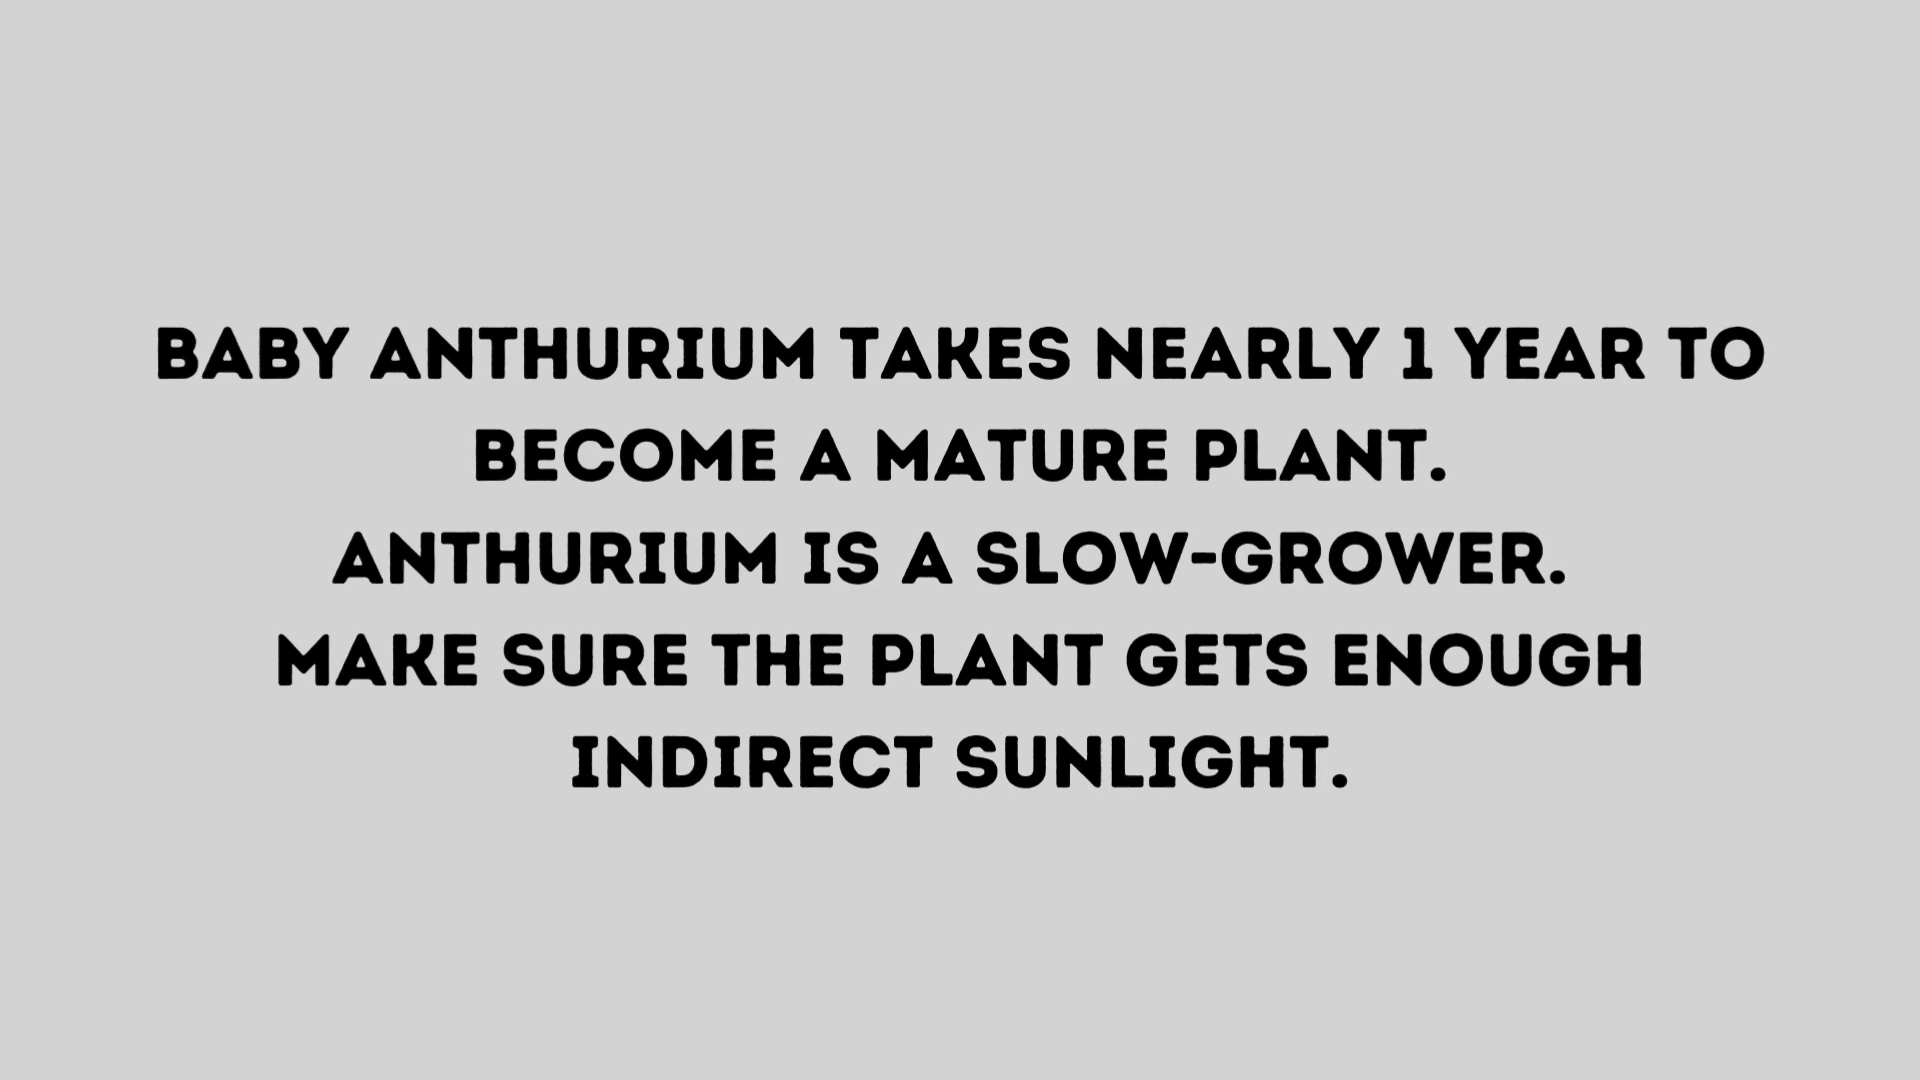 BABY ANTHURIUM TAKES NEARLY 1 YEAR TO
BECOME A MATURE PLANT.
ANTHURIUM IS A SLOW-GROWER.
MAKE SURE THE PLANT GETS ENOUGH
INDIRECT SUNLIGHT.